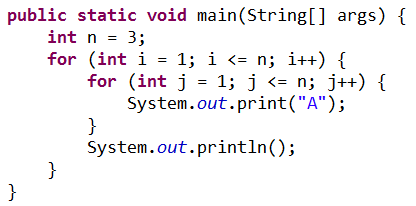 public static void main(String[] args) {
    int n = 3;
    for (int i = 1; i <= n; i++) {
        for (int j = 1; j <= n; j++) {
            System.out.print("A");
        }
        System.out.println();
    }
}